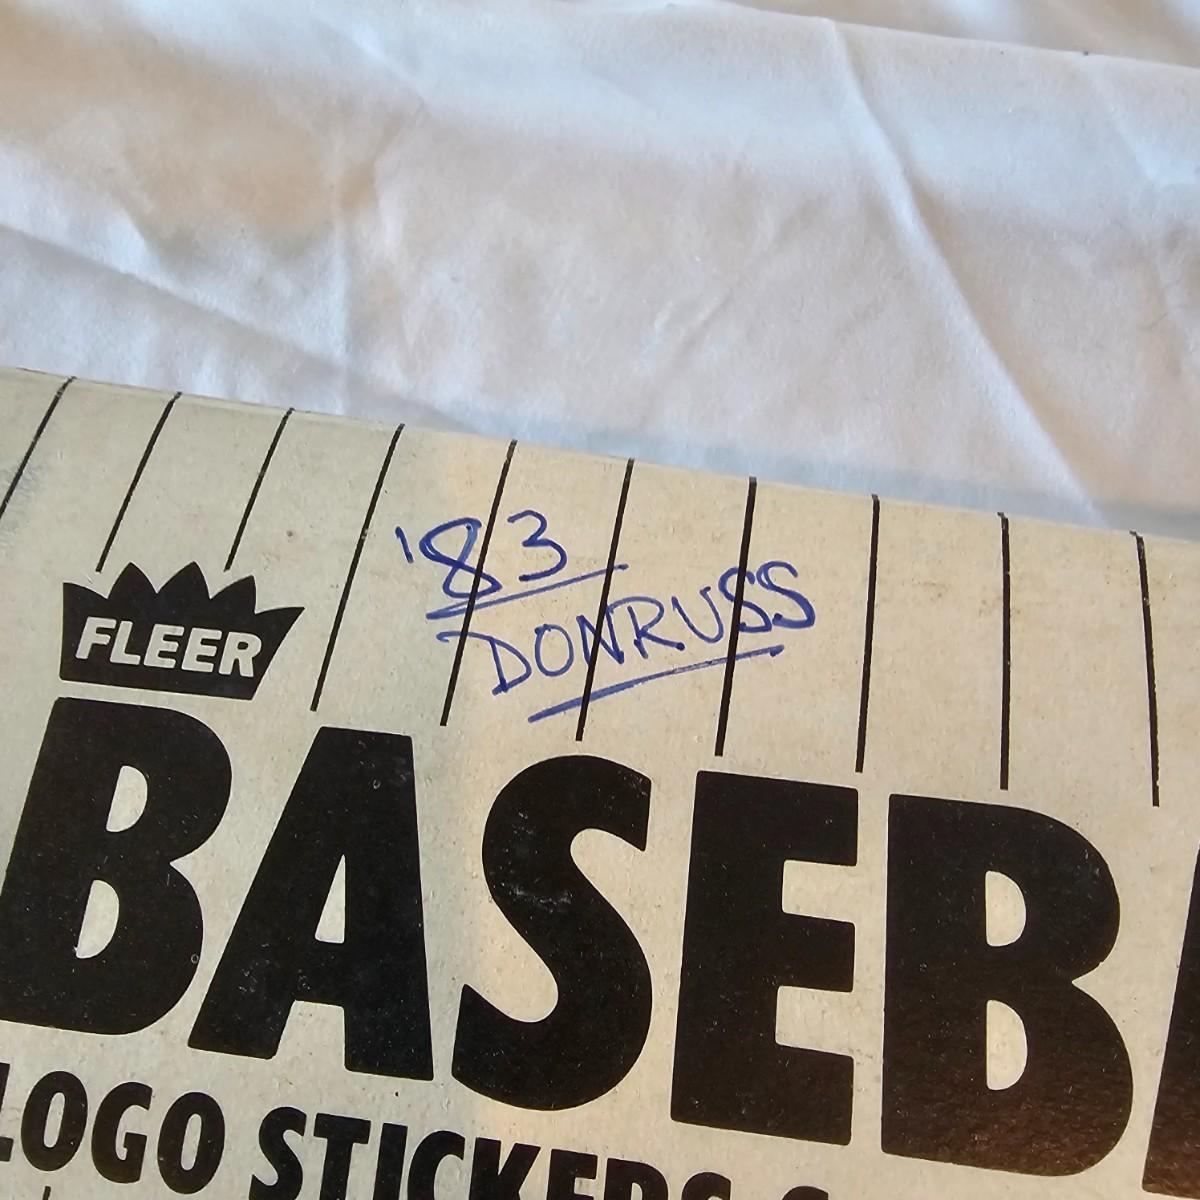 '83
DONRUSS
FLEER
BASEB
LOGO STICKERS